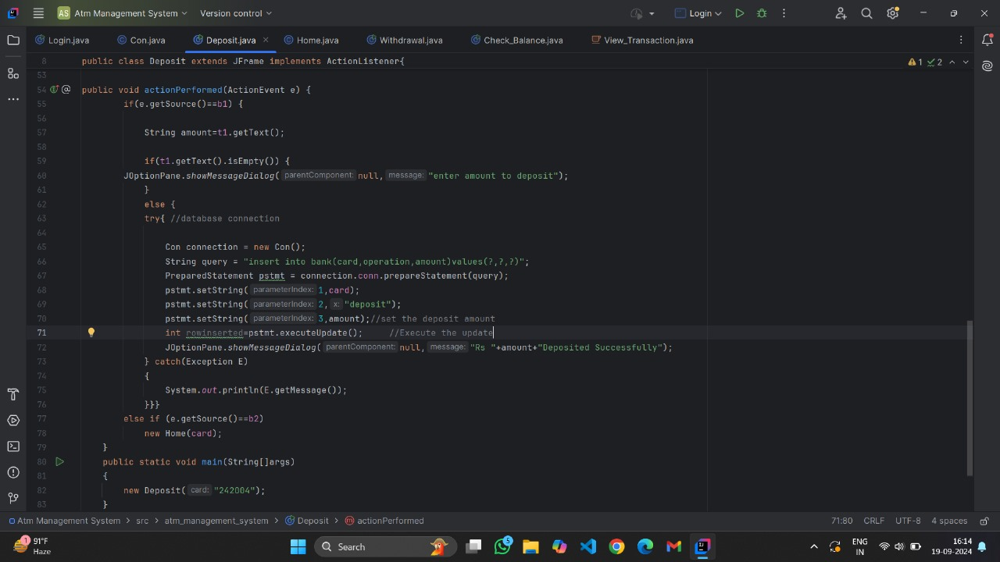 AS Atm Management System Version control Login
Login.java Con.java Deposit.java Home.java Withdrawal.java Check_Balance.java View_Transaction.java
8 public class Deposit extends JFrame implements ActionListener{ 1 2
53
54 public void actionPerformed(ActionEvent e) {
55 if(e.getSource()==b1) {
56
57 String amount=t1.getText();
58
59 if(t1.getText().isEmpty()) {
60 JOptionPane.showMessageDialog( parentComponent: null, message: "enter amount to deposit");
61 }
62 else {
63 try{ //database connection
64
65 Con connection = new Con();
66 String query = "insert into bank(card,operation,amount)values(?,?,?)";
67 PreparedStatement pstmt = connection.conn.prepareStatement(query);
68 pstmt.setString( parameterIndex: 1,card);
69 pstmt.setString( parameterIndex: 2, x: "deposit");
70 pstmt.setString( parameterIndex: 3,amount);//set the deposit amount
71 int rowinserted=pstmt.executeUpdate(); //Execute the update
72 JOptionPane.showMessageDialog( parentComponent: null, message: "Rs "+amount+"Deposited Successfully");
73 } catch(Exception E)
74 {
75 System.out.println(E.getMessage());
76 }}}
77 else if (e.getSource()==b2)
78 new Home(card);
79 }
80 public static void main(String[]args)
81 {
82 new Deposit( card: "242004");
83 }
Atm Management System > src > atm_management_system > Deposit > actionPerformed 71:80 CRLF UTF-8 4 spaces
1 91°F Haze Search 5 ENG IN 16:14 19-09-2024